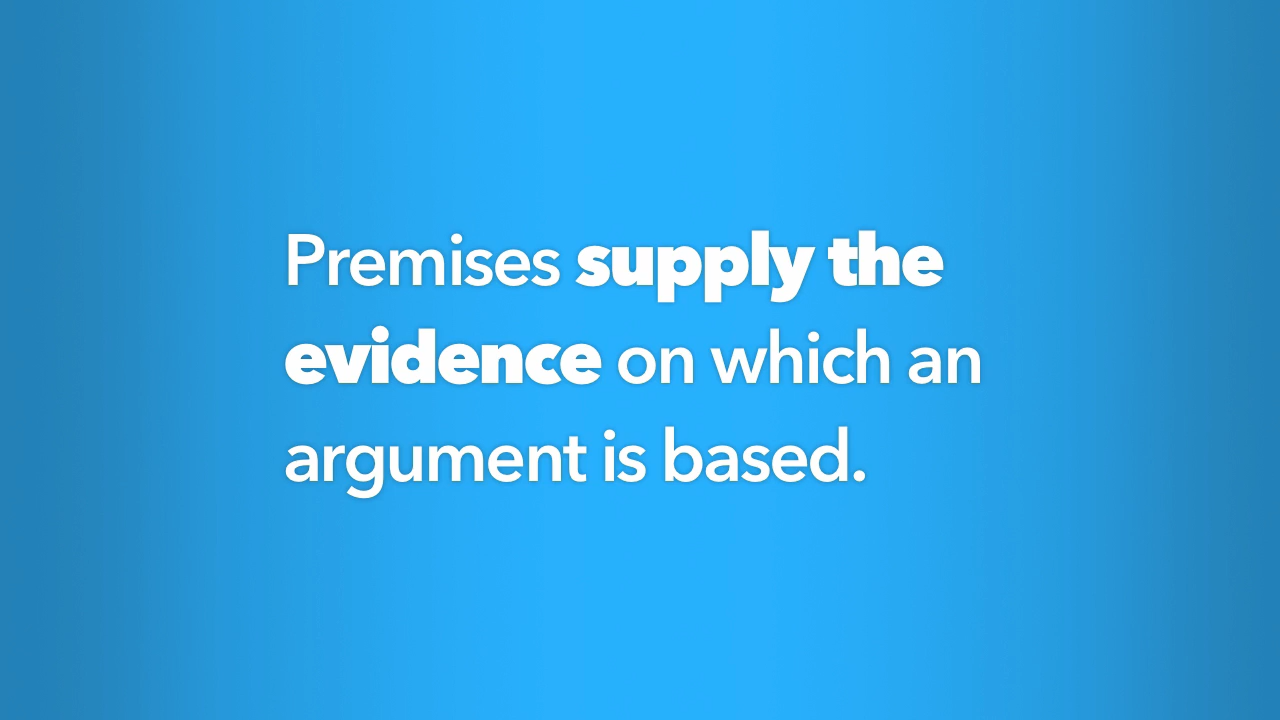 Premises supply the
evidence on which an
argument is based.